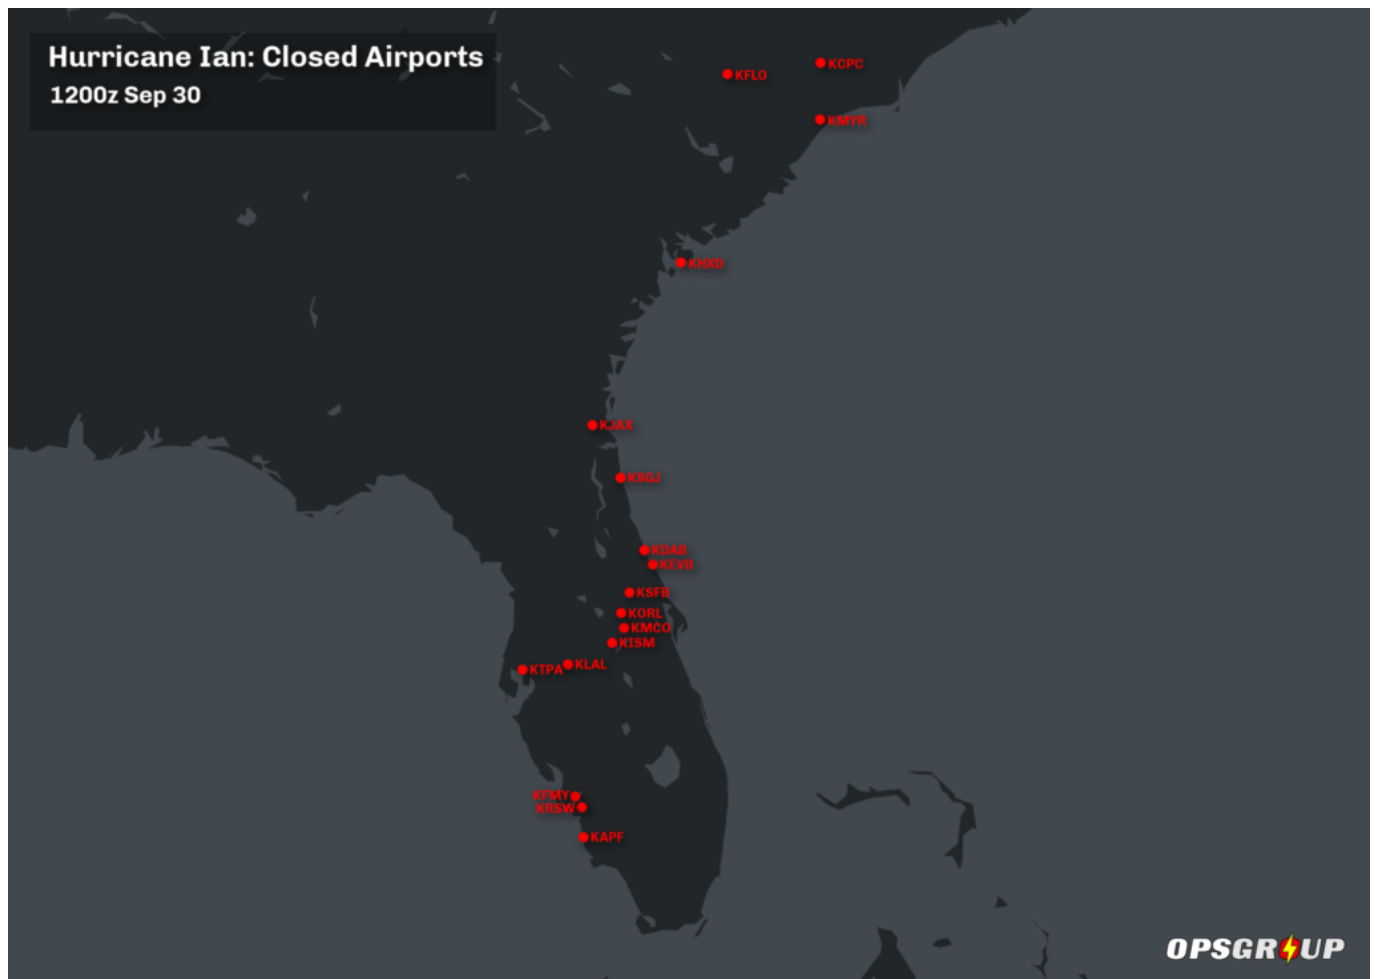 Hurricane Ian: Closed Airports
1200z Sep 30
KCPC
KFLO
KMYR
KHXD
KJAX
KSGJ
KDAB
KEVB
KSFB
KORL
KMCO
KISM
KLAL
KTPA
KFMY
KRSW
KAPF
OPSGROUP